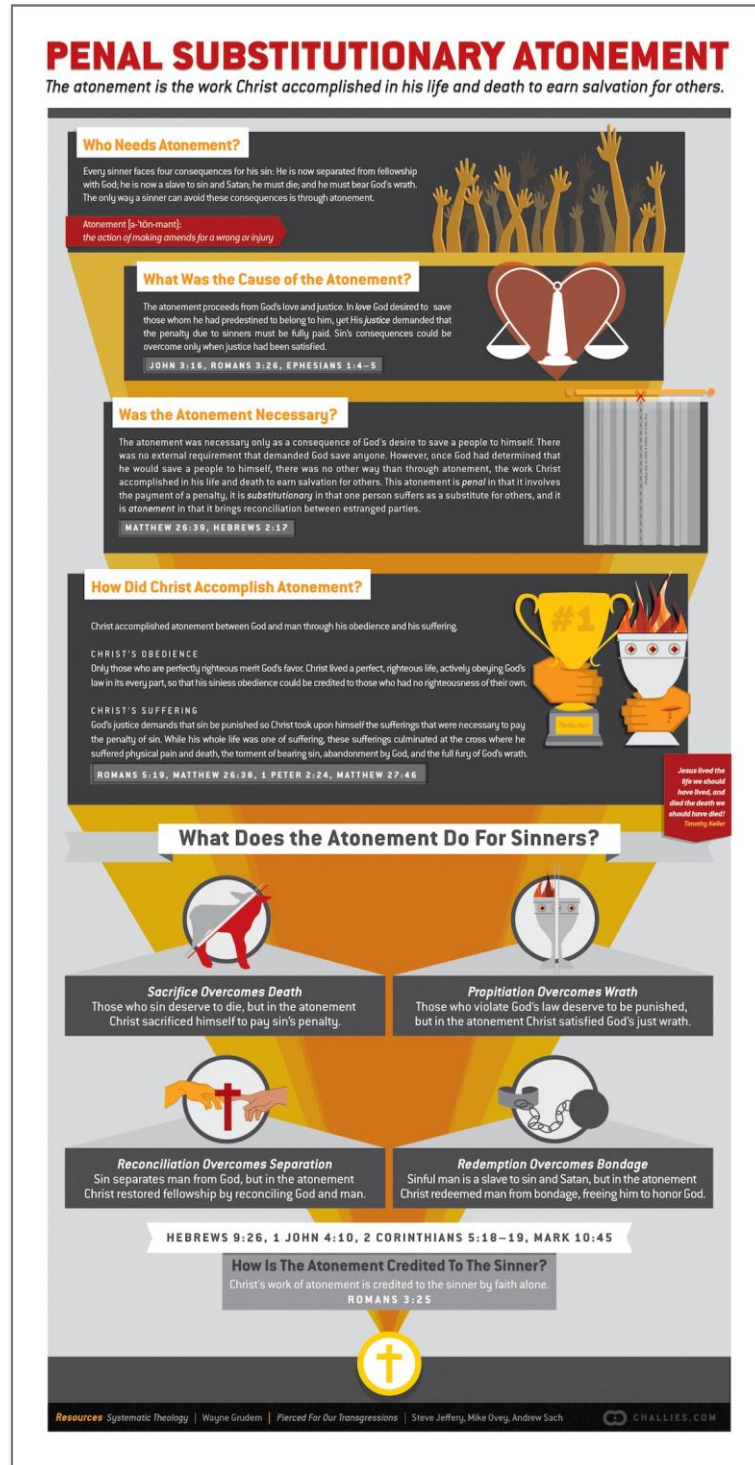 PENAL SUBSTITUTIONARY ATONEMENT
The atonement is the work Christ accomplished in his life and death to earn salvation for others.
Who Needs Atonement?
Every sinner faces four consequences for his sin: He is now separated from fellowship
with God; he is now a slave to sin and Satan; he must die; and he must bear God's wrath.
The only way a sinner can avoid these consequences is through atonement.
Atonement [ə-ˈtōn-mənt]:
the action of making amends for a wrong or injury
What Was the Cause of the Atonement?
The atonement proceeds from God's love and justice. In love God desired to save
those whom he had predestined to belong to him, yet His justice demanded that
the penalty due to sinners must be fully paid. Sin's consequences could be
overcome only when justice had been satisfied.
JOHN 3:16, ROMANS 3:26, EPHESIANS 1:4–5
Was the Atonement Necessary?
The atonement was necessary only as a consequence of God's desire to save a people to himself. There
was no external requirement that demanded God save anyone. However, once God had determined that
he would save a people to himself, there was no other way than through atonement, the work Christ
accomplished in his life and death to earn salvation for others. This atonement is penal in that it involves
the payment of a penalty, it is substitutionary in that one person suffers as a substitute for others, and it
is atonement in that it brings reconciliation between estranged parties.
MATTHEW 26:39, HEBREWS 2:17
How Did Christ Accomplish Atonement?
Christ accomplished atonement between God and man through his obedience and his suffering.
CHRIST'S OBEDIENCE
Only those who are perfectly righteous merit God's favor. Christ lived a perfect, righteous life, actively obeying God's
law in its every part, so that his sinless obedience could be credited to those who had no righteousness of their own.
CHRIST'S SUFFERING
God's justice demands that sin be punished so Christ took upon himself the sufferings that were necessary to pay
the penalty of sin. While his whole life was one of suffering, these sufferings culminated at the cross where he
suffered physical pain and death, the torment of bearing sin, abandonment by God, and the full fury of God's wrath.
ROMANS 5:19, MATTHEW 26:38, 1 PETER 2:24, MATTHEW 27:46
#1
Perfection
Jesus lived the
life we should
have lived, and
died the death we
should have died!
Timothy Keller
What Does the Atonement Do For Sinners?
Sacrifice Overcomes Death
Those who sin deserve to die, but in the atonement
Christ sacrificed himself to pay sin's penalty.
Propitiation Overcomes Wrath
Those who violate God's law deserve to be punished,
but in the atonement Christ satisfied God's just wrath.
Reconciliation Overcomes Separation
Sin separates man from God, but in the atonement
Christ restored fellowship by reconciling God and man.
Redemption Overcomes Bondage
Sinful man is a slave to sin and Satan, but in the atonement
Christ redeemed man from bondage, freeing him to honor God.
HEBREWS 9:26, 1 JOHN 4:10, 2 CORINTHIANS 5:18–19, MARK 10:45
How Is The Atonement Credited To The Sinner?
Christ's work of atonement is credited to the sinner by faith alone.
ROMANS 3:25
Resources Systematic Theology | Wayne Grudem | Pierced For Our Transgressions | Steve Jeffery, Mike Ovey, Andrew Sach
CHALLIES.COM